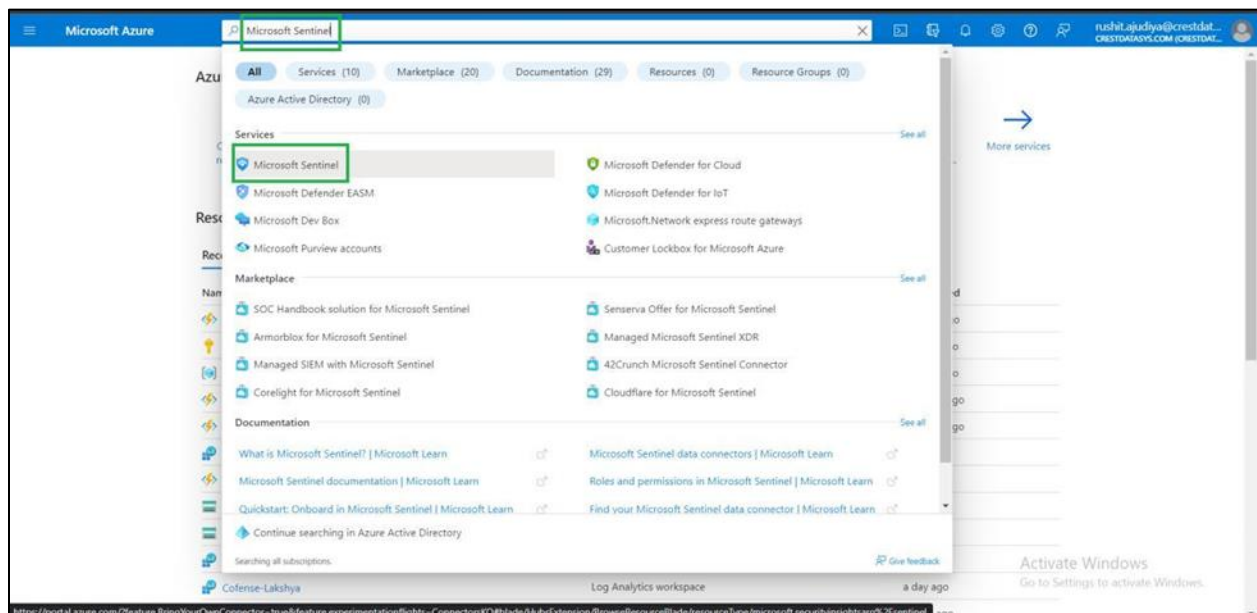 Microsoft Azure
Microsoft Sentinel
rushit.ajudiya@crestdat...
CRESTDATASYS.COM (CRESTDAT...
Azu
All Services (10) Marketplace (20) Documentation (29) Resources (0) Resource Groups (0)
Azure Active Directory (0)
More services
Services See all
Microsoft Sentinel Microsoft Defender for Cloud
Microsoft Defender EASM Microsoft Defender for IoT
Reso
Microsoft Dev Box Microsoft.Network express route gateways
Microsoft Purview accounts Customer Lockbox for Microsoft Azure
Rece
Marketplace See all
Nam
SOC Handbook solution for Microsoft Sentinel Senserva Offer for Microsoft Sentinel
Armorblox for Microsoft Sentinel Managed Microsoft Sentinel XDR
Managed SIEM with Microsoft Sentinel 42Crunch Microsoft Sentinel Connector
Corelight for Microsoft Sentinel Cloudflare for Microsoft Sentinel
go
Documentation See all
go
What is Microsoft Sentinel? | Microsoft Learn Microsoft Sentinel data connectors | Microsoft Learn
Microsoft Sentinel documentation | Microsoft Learn Roles and permissions in Microsoft Sentinel | Microsoft Learn
Quickstart: Onboard in Microsoft Sentinel | Microsoft Learn Find your Microsoft Sentinel data connector | Microsoft Learn
Continue searching in Azure Active Directory
Searching all subscriptions. Give feedback
Activate Windows
Go to Settings to activate Windows.
Cofense-Lakshya Log Analytics workspace a day ago